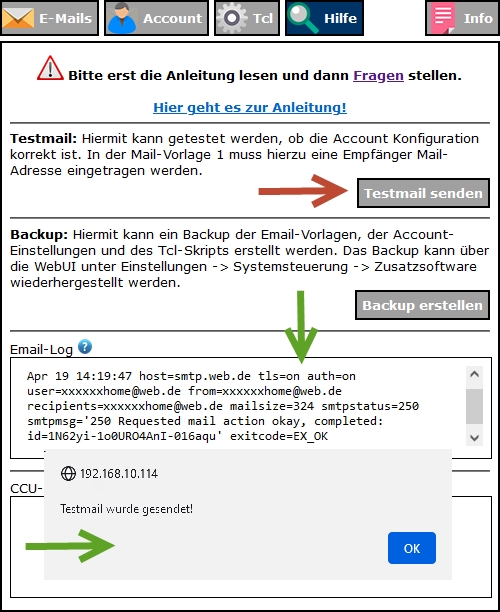 E-Mails Account Tcl Hilfe Info
Bitte erst die Anleitung lesen und dann Fragen stellen.
Hier geht es zur Anleitung!
Testmail: Hiermit kann getestet werden, ob die Account Konfiguration
korrekt ist. In der Mail-Vorlage 1 muss hierzu eine Empfänger Mail-
Adresse eingetragen werden.
Testmail senden
Backup: Hiermit kann ein Backup der Email-Vorlagen, der Account-
Einstellungen und des Tcl-Skripts erstellt werden. Das Backup kann über
die WebUI unter Einstellungen -> Systemsteuerung -> Zusatzsoftware
wiederhergestellt werden.
Backup erstellen
Email-Log ?
Apr 19 14:19:47 host=smtp.web.de tls=on auth=on
user=xxxxxxhome@web.de from=xxxxxxhome@web.de
recipients=xxxxxxhome@web.de mailsize=324 smtpstatus=250
smtpmsg='250 Requested mail action okay, completed:
id=1N62yi-1o0URO4AnI-016aqu' exitcode=EX_OK
CCU-
192.168.10.114
Testmail wurde gesendet!
OK